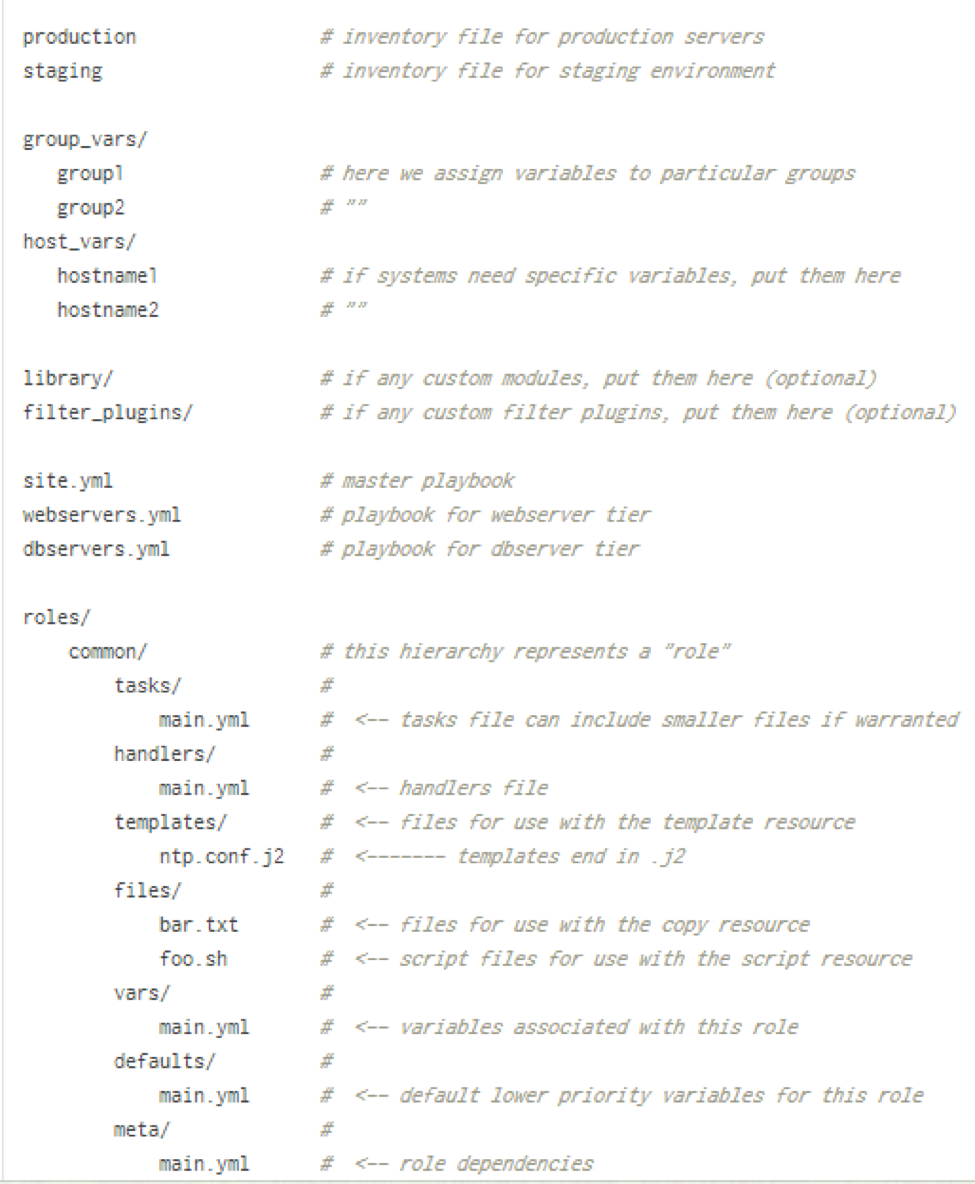 production                # inventory file for production servers
staging                   # inventory file for staging environment

group_vars/
   group1                 # here we assign variables to particular groups
   group2                 # ""
host_vars/
   hostname1              # if systems need specific variables, put them here
   hostname2              # ""

library/                  # if any custom modules, put them here (optional)
filter_plugins/           # if any custom filter plugins, put them here (optional)

site.yml                  # master playbook
webservers.yml            # playbook for webserver tier
dbservers.yml             # playbook for dbserver tier

roles/
    common/               # this hierarchy represents a "role"
        tasks/            #
            main.yml      #  <-- tasks file can include smaller files if warranted
        handlers/         #
            main.yml      #  <-- handlers file
        templates/        #  <-- files for use with the template resource
            ntp.conf.j2   #  <------- templates end in .j2
        files/            #
            bar.txt       #  <-- files for use with the copy resource
            foo.sh        #  <-- script files for use with the script resource
        vars/             #
            main.yml      #  <-- variables associated with this role
        defaults/         #
            main.yml      #  <-- default lower priority variables for this role
        meta/             #
            main.yml      #  <-- role dependencies